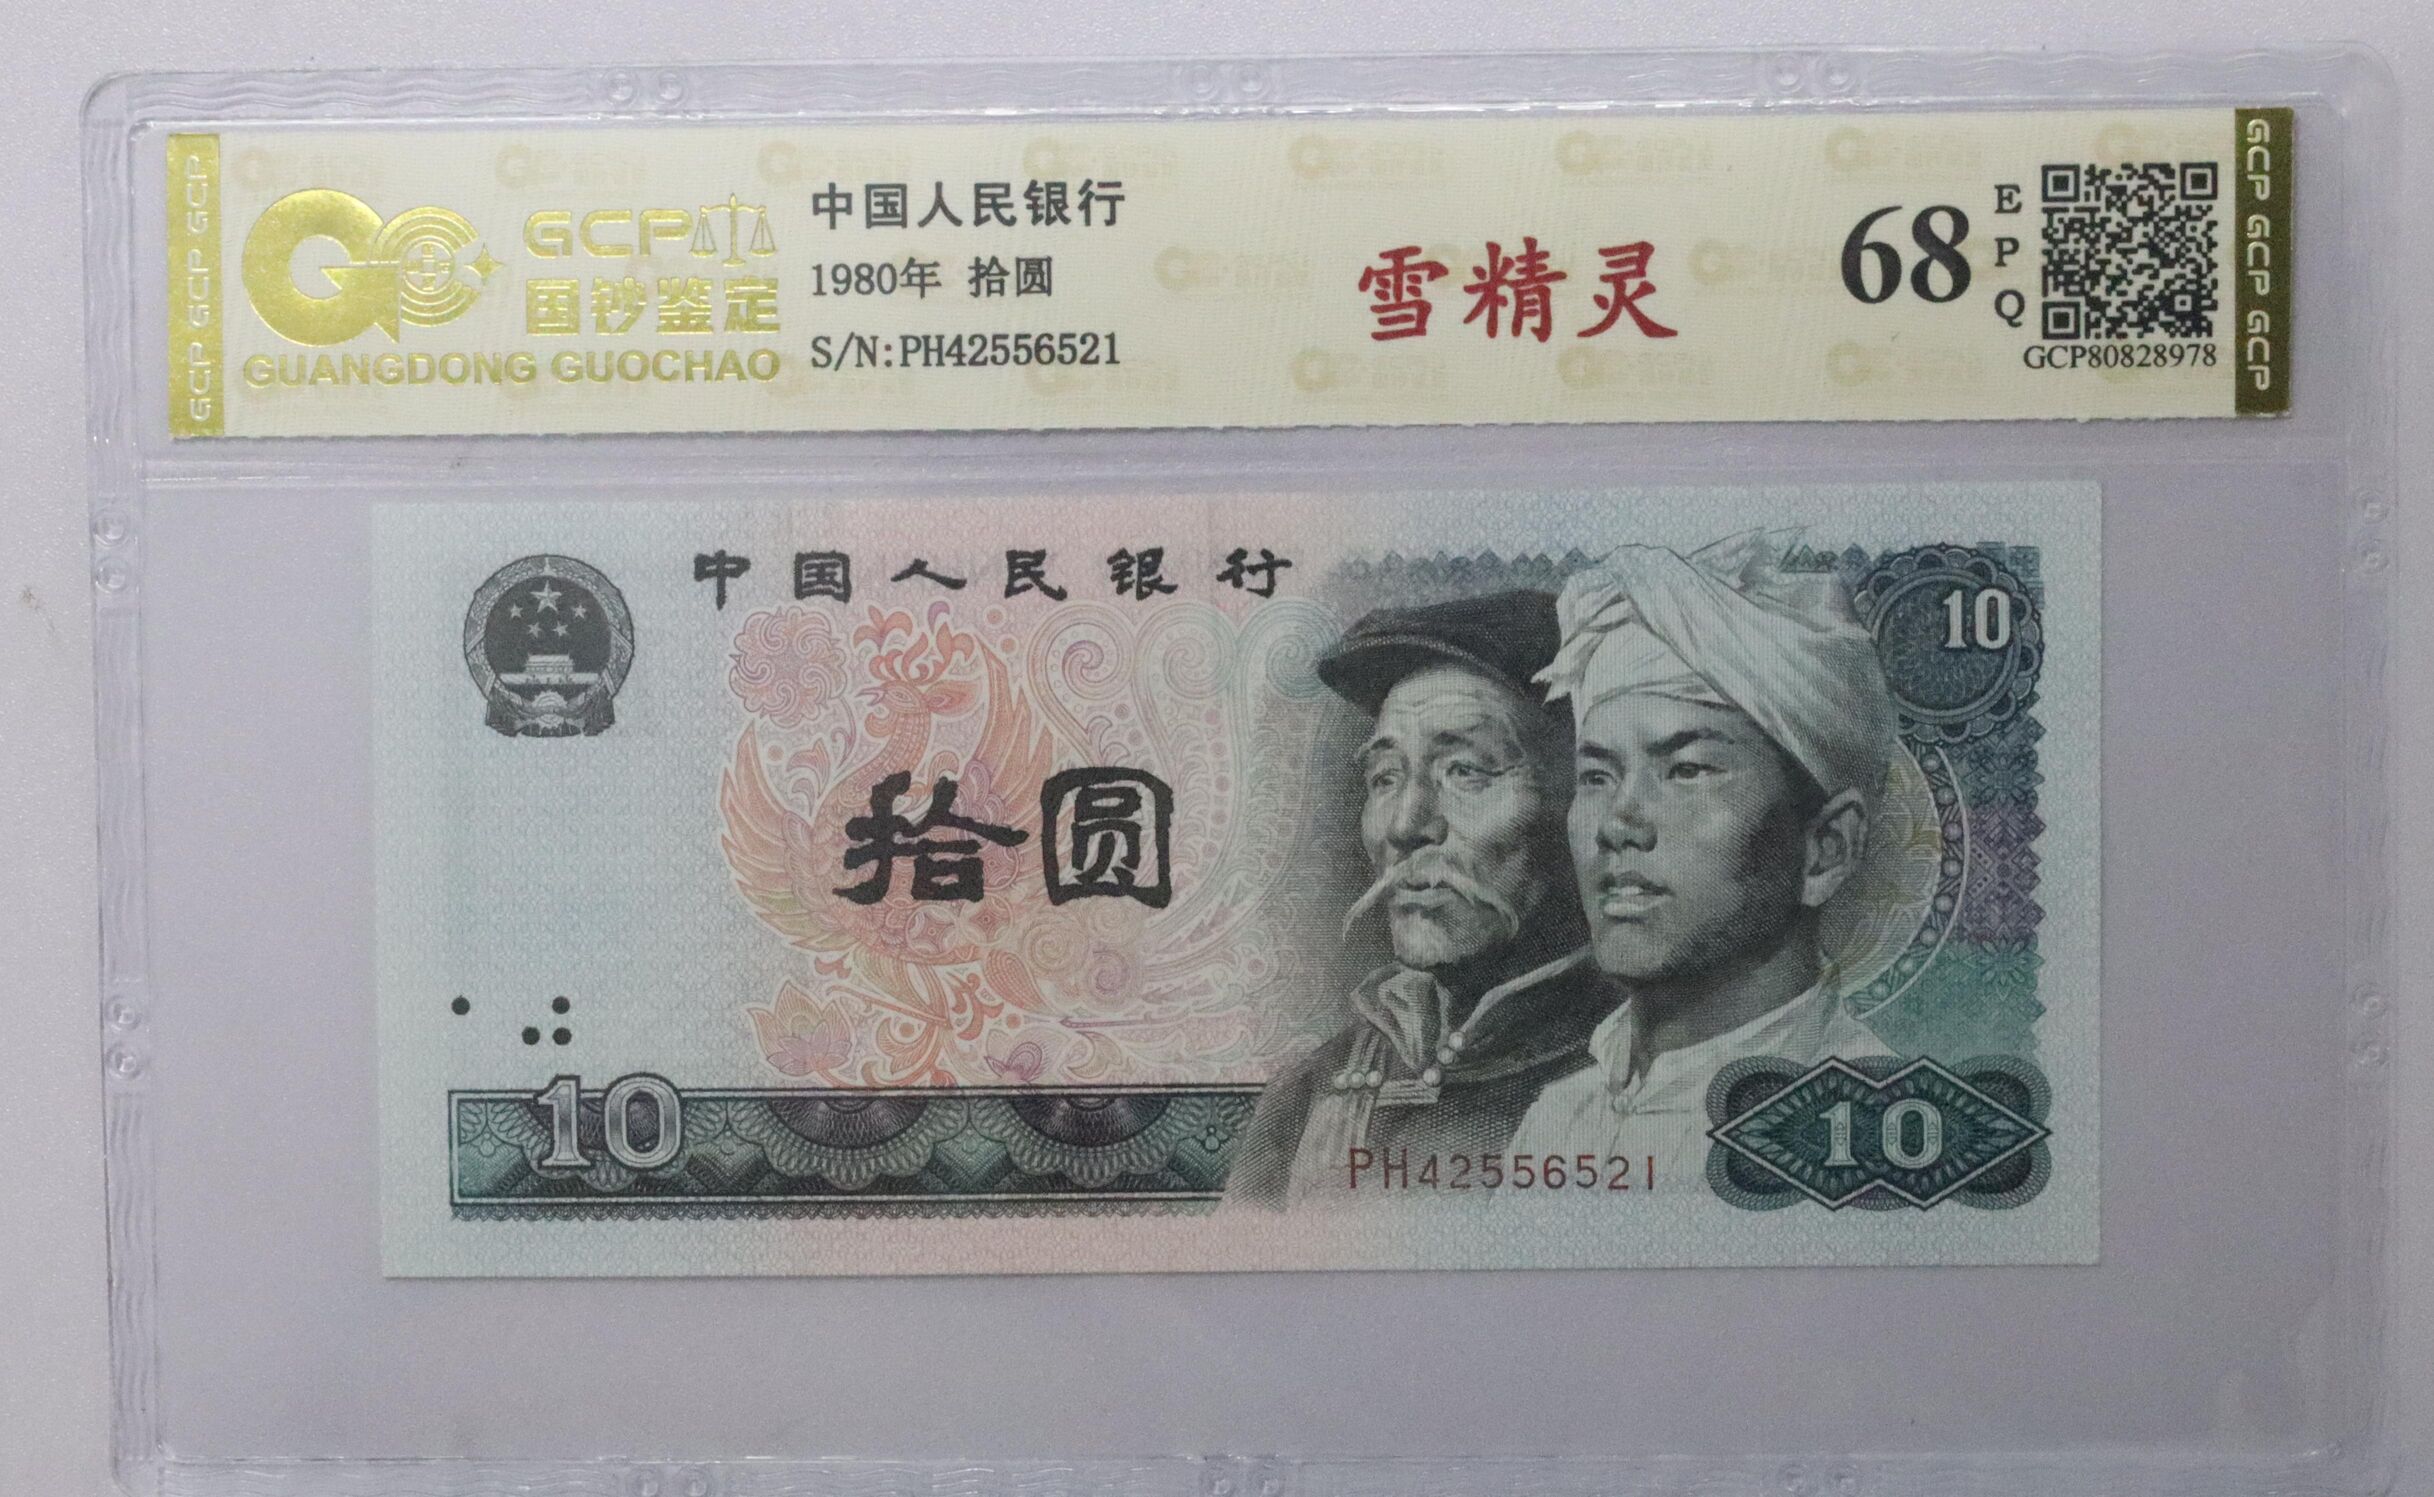 GCP GCP GCP
GCP
国钞鉴定
GUANGDONG GUOCHAO
中国人民银行
1980年 拾圆
S/N:PH42556521
雪精灵
68
EPQ
GCP80828978
GCP GCP GCP
中国人民银行
10
拾圆
10
PH42556521
10